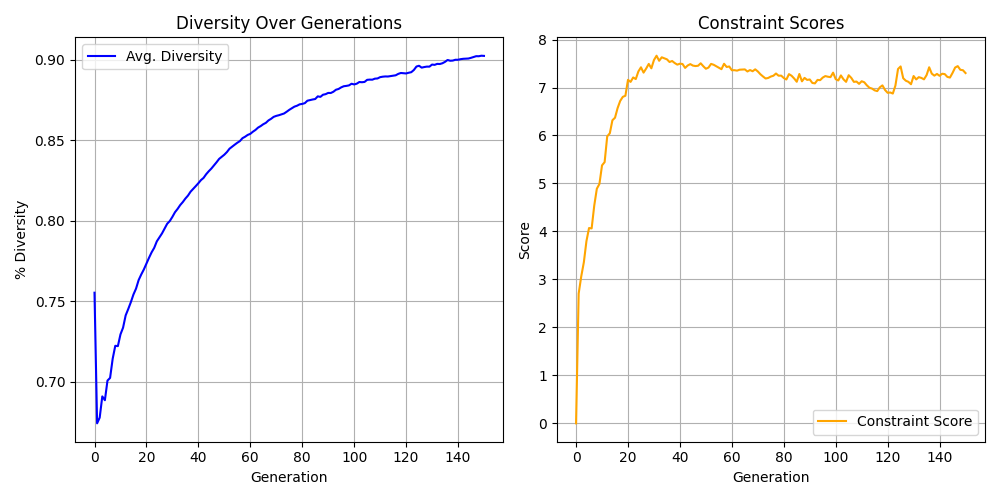 Diversity Over Generations
Avg. Diversity
0.90
0.85
0.80
0.75
0.70
% Diversity
0 20 40 60 80 100 120 140
Generation
Constraint Scores
8
7
6
5
4
3
2
1
0
Score
Constraint Score
0 20 40 60 80 100 120 140
Generation